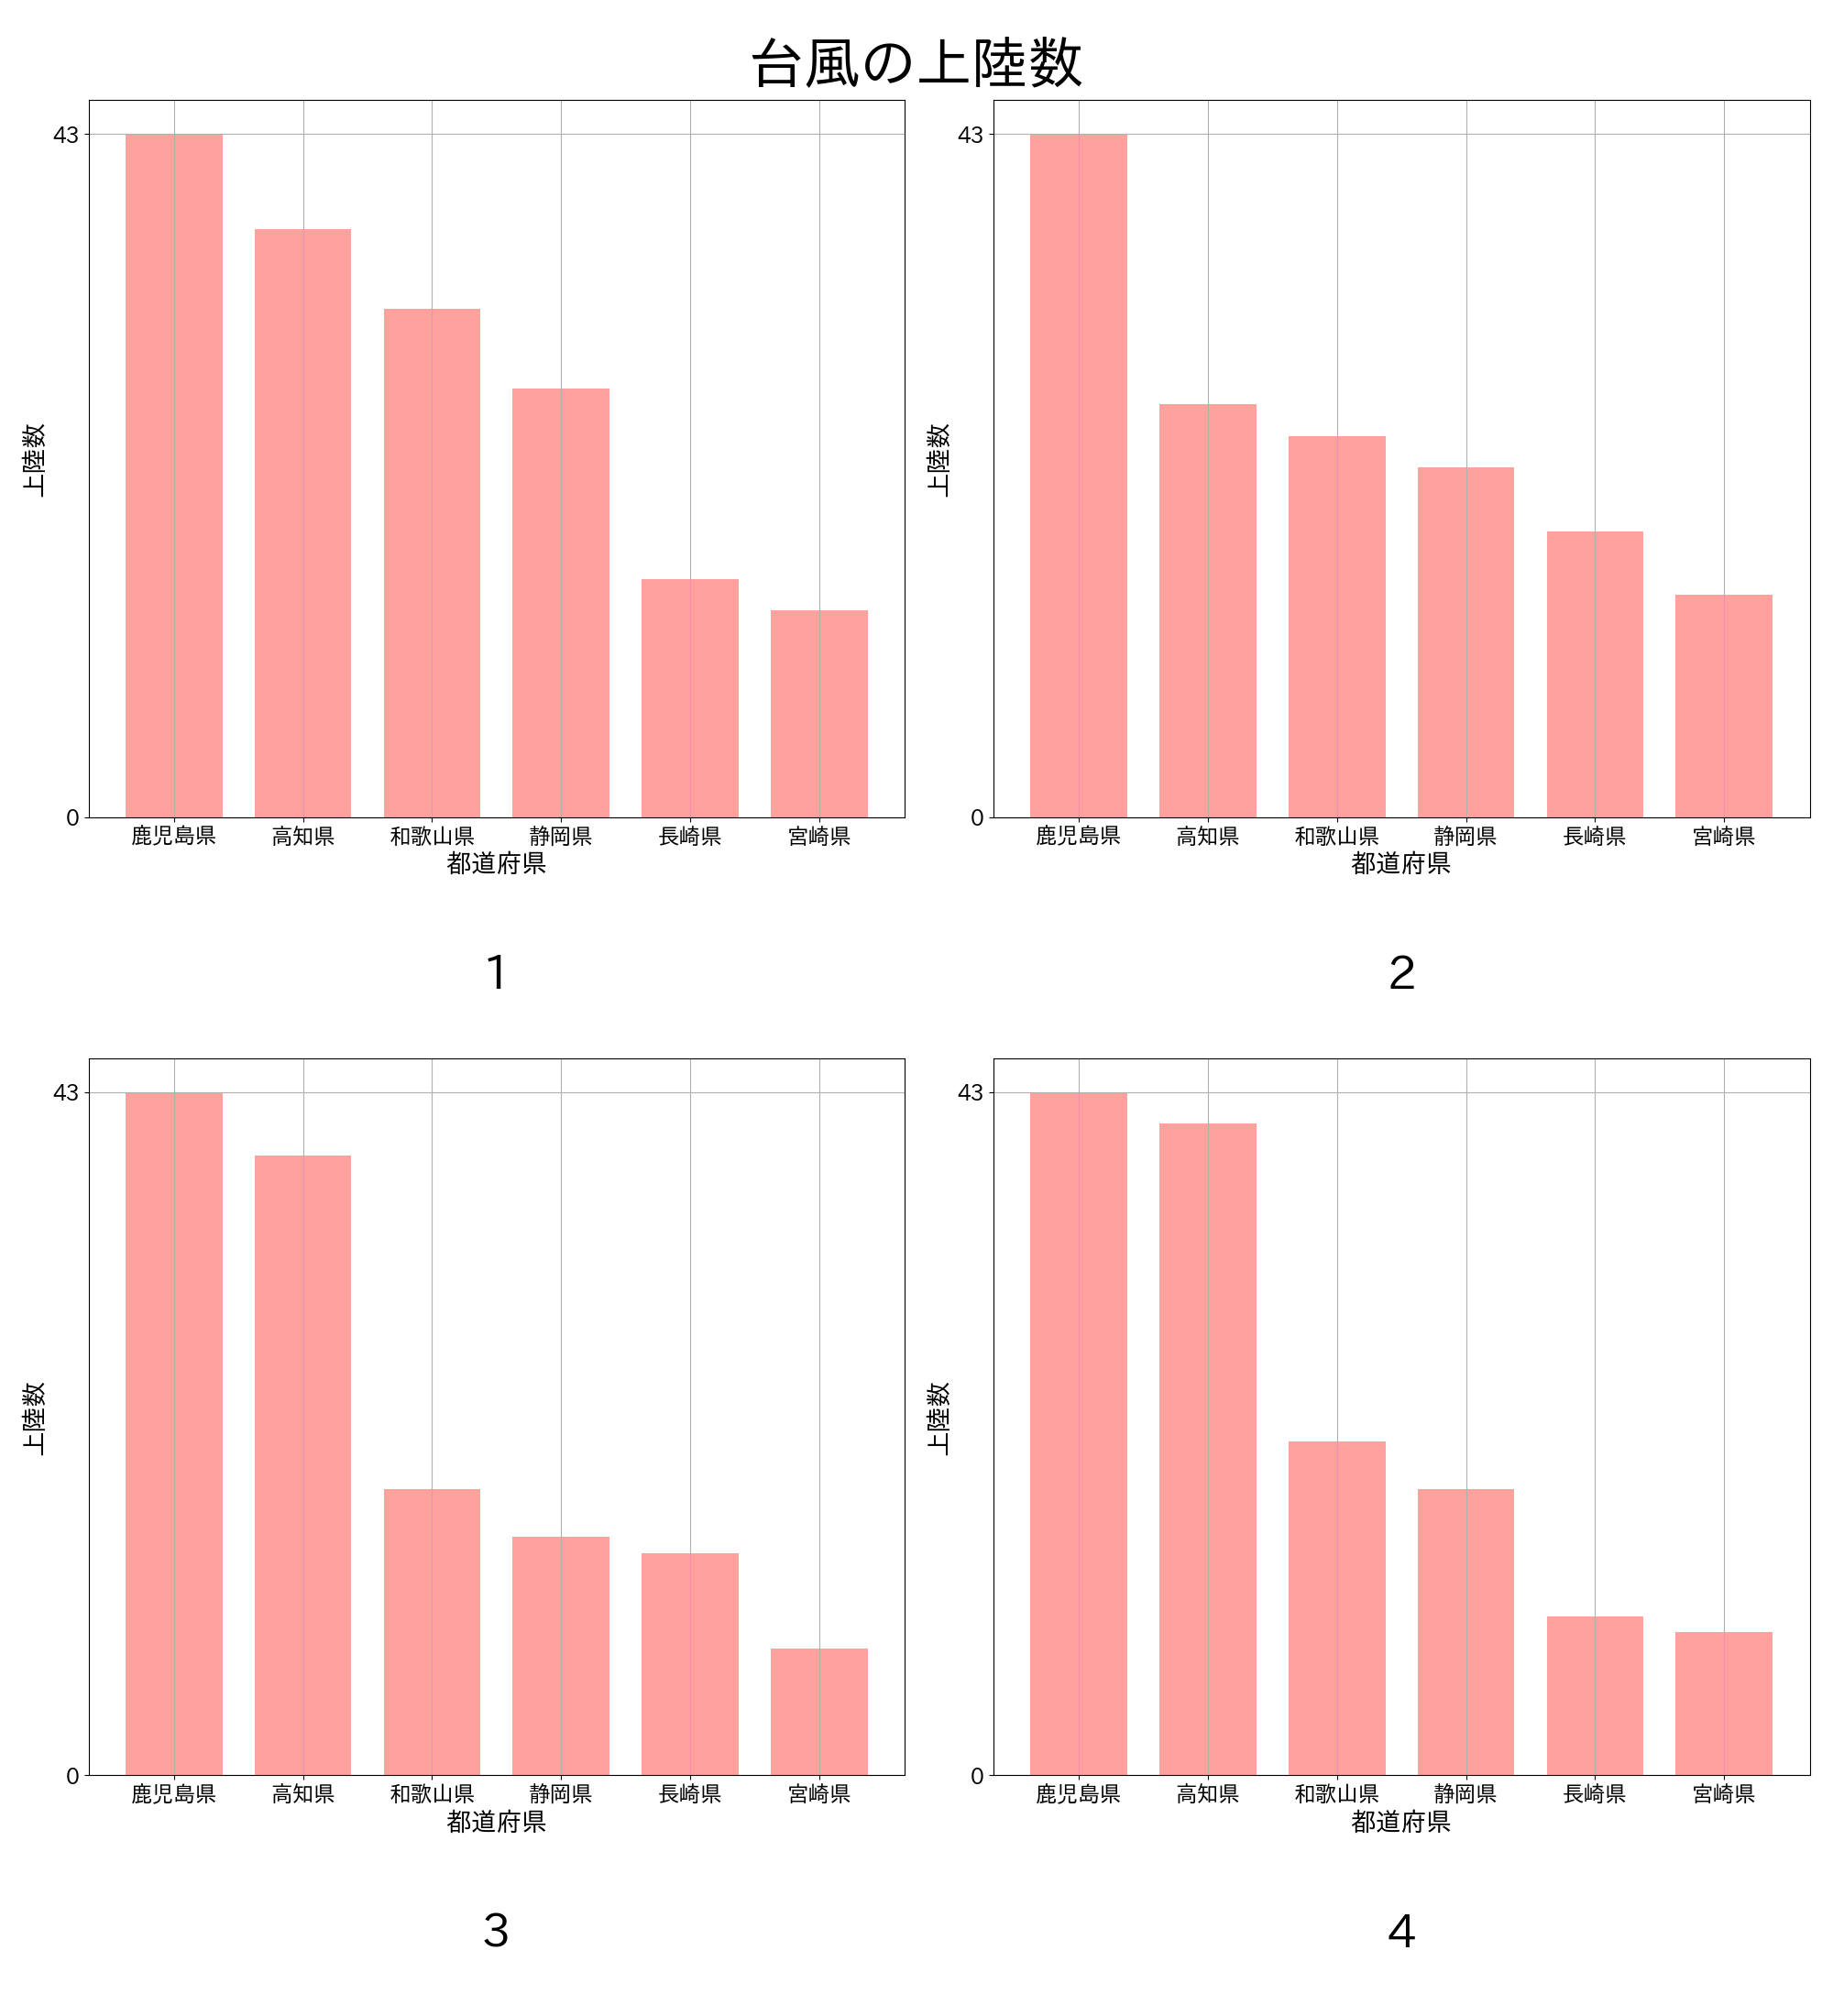 台風の上陸数
43
0
上陸数
鹿児島県 高知県 和歌山県 静岡県 長崎県 宮崎県
都道府県
1
43
0
上陸数
鹿児島県 高知県 和歌山県 静岡県 長崎県 宮崎県
都道府県
2
43
0
上陸数
鹿児島県 高知県 和歌山県 静岡県 長崎県 宮崎県
都道府県
3
43
0
上陸数
鹿児島県 高知県 和歌山県 静岡県 長崎県 宮崎県
都道府県
4